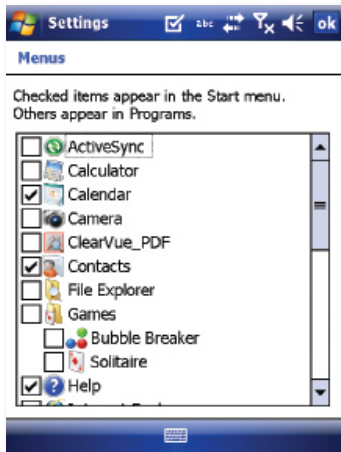 Settings abc ok
Menus
Checked items appear in the Start menu.
Others appear in Programs.
ActiveSync
Calculator
Calendar
Camera
ClearVue_PDF
Contacts
File Explorer
Games
Bubble Breaker
Solitaire
Help